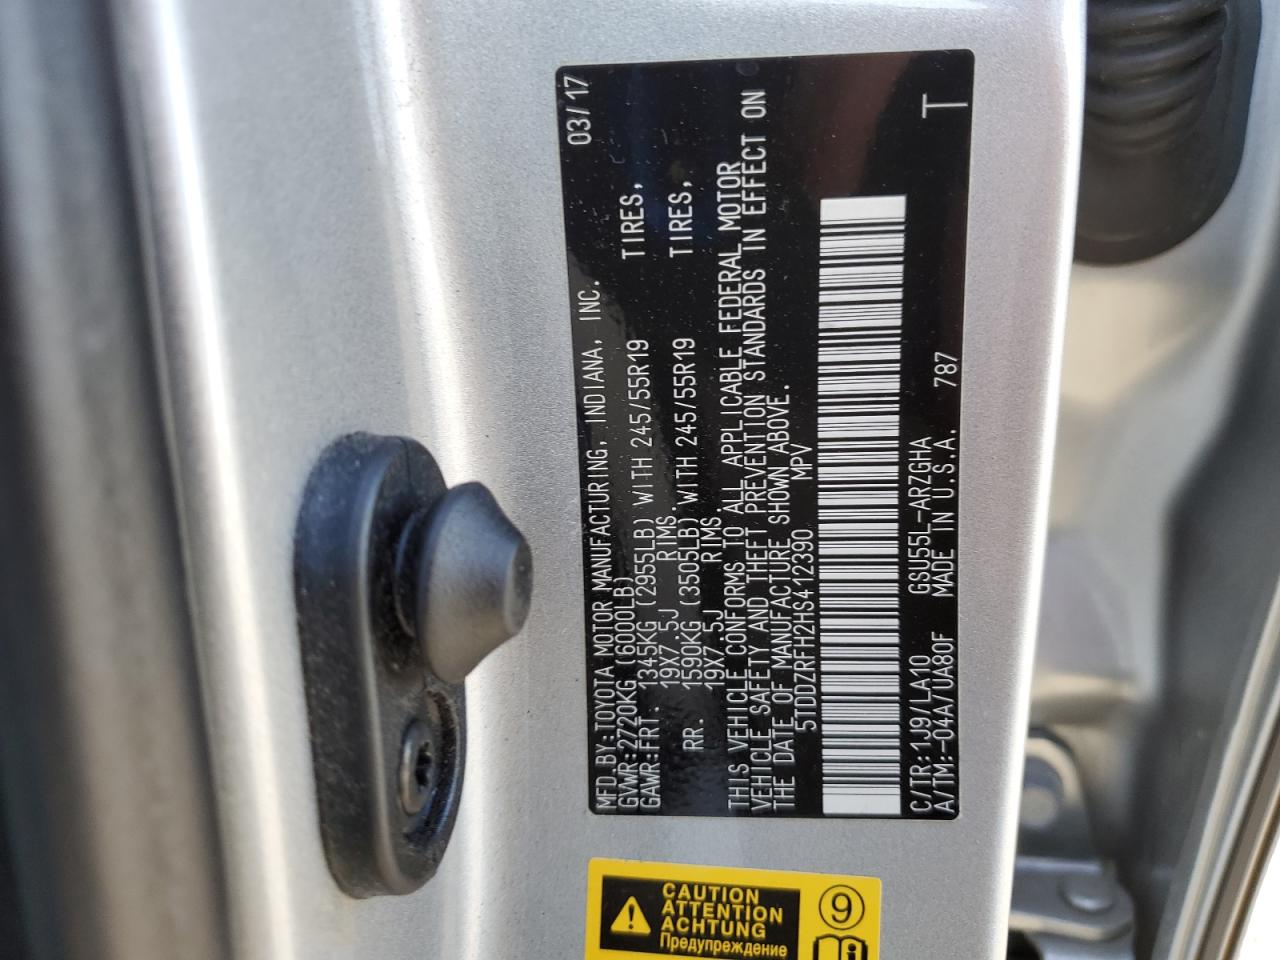 MFD.BY:TOYOTA MOTOR MANUFACTURING, INDIANA, INC. 03/17
GVWR:2720KG (6000LB)
GAWR:FRT. 1345KG (2955LB) WITH 245/55R19 TIRES,
19X7.5J RIMS.
RR. 1590KG (3505LB) WITH 245/55R19 TIRES,
19X7.5J RIMS.
THIS VEHICLE CONFORMS TO ALL APPLICABLE FEDERAL MOTOR
VEHICLE SAFETY AND THEFT PREVENTION STANDARDS IN EFFECT ON
THE DATE OF MANUFACTURE SHOWN ABOVE.
5TDDZRFH2HS412390 MPV
C/TR:1J9/LA10 GSU55L-ARZGHA T
A/TM:-04A/UA80F MADE IN U.S.A. 787
CAUTION
ATTENTION
ACHTUNG
Предупреждение
9